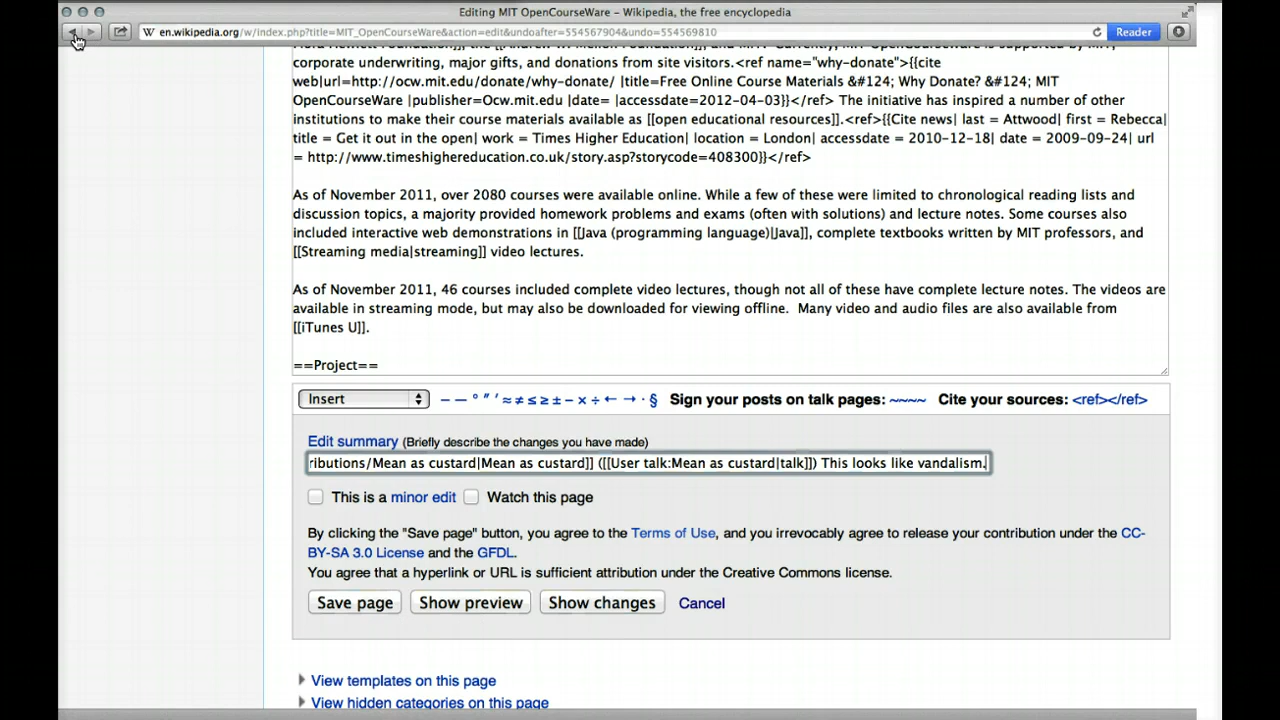 Editing MIT OpenCourseWare – Wikipedia, the free encyclopedia
W en.wikipedia.org/w/index.php?title=MIT_OpenCourseWare&action=edit&undoafter=554567904&undo=554569810
Reader
corporate underwriting, major gifts, and donations from site visitors.<ref name="why-donate">{{cite
web|url=http://ocw.mit.edu/donate/why-donate/ |title=Free Online Course Materials &#124; Why Donate? &#124; MIT
OpenCourseWare |publisher=Ocw.mit.edu |date= |accessdate=2012-04-03}}</ref> The initiative has inspired a number of other
institutions to make their course materials available as [[open educational resources]].<ref>{{Cite news| last = Attwood| first = Rebecca|
title = Get it out in the open| work = Times Higher Education| location = London| accessdate = 2010-12-18| date = 2009-09-24| url
= http://www.timeshighereducation.co.uk/story.asp?storycode=408300}}</ref>
As of November 2011, over 2080 courses were available online. While a few of these were limited to chronological reading lists and
discussion topics, a majority provided homework problems and exams (often with solutions) and lecture notes. Some courses also
included interactive web demonstrations in [[Java (programming language)|Java]], complete textbooks written by MIT professors, and
[[Streaming media|streaming]] video lectures.
As of November 2011, 46 courses included complete video lectures, though not all of these have complete lecture notes. The videos are
available in streaming mode, but may also be downloaded for viewing offline.  Many video and audio files are also available from
[[iTunes U]].
==Project==
Insert – — ° ″ ′ ≈ ≠ ≤ ≥ ± − × ÷ ← → · § Sign your posts on talk pages: ~~~~ Cite your sources: <ref></ref>
Edit summary (Briefly describe the changes you have made)
ributions/Mean as custard|Mean as custard]] ([[User talk:Mean as custard|talk]]) This looks like vandalism.
This is a minor edit Watch this page
By clicking the "Save page" button, you agree to the Terms of Use, and you irrevocably agree to release your contribution under the CC-
BY-SA 3.0 License and the GFDL.
You agree that a hyperlink or URL is sufficient attribution under the Creative Commons license.
Save page Show preview Show changes Cancel
View templates on this page
View hidden categories on this page